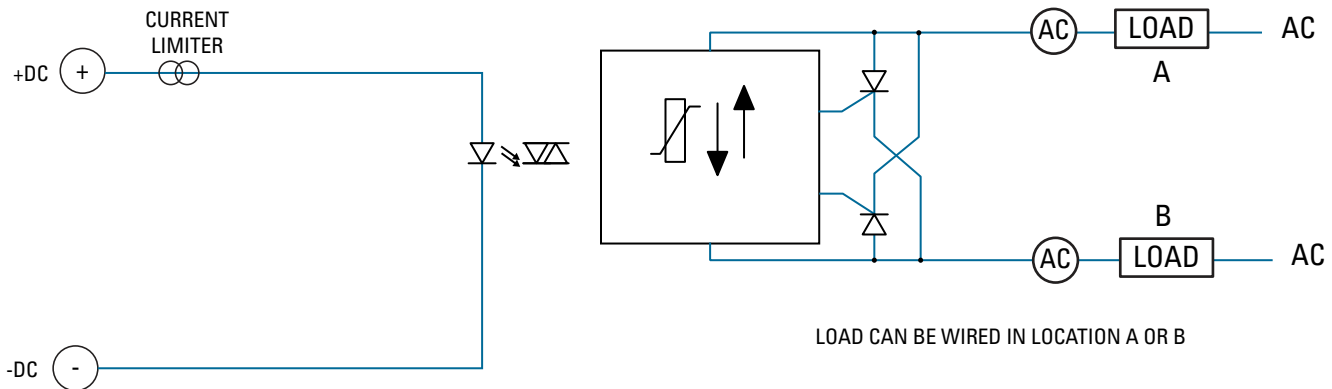 CURRENT
LIMITER
+DC
+
AC
LOAD
AC
A
B
AC
LOAD
AC
LOAD CAN BE WIRED IN LOCATION A OR B
-DC
-